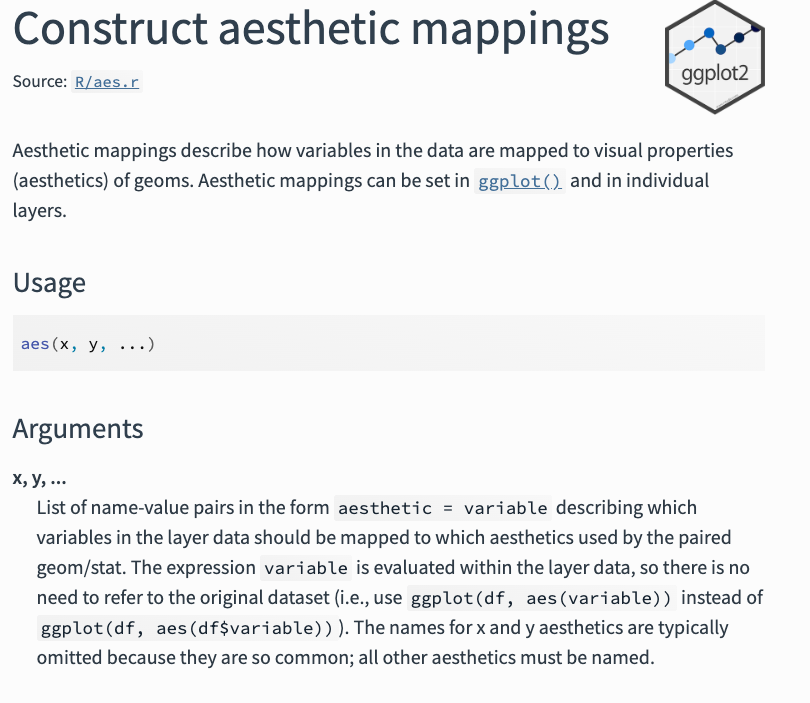 Construct aesthetic mappings
ggplot2
Source: R/aes.r
Aesthetic mappings describe how variables in the data are mapped to visual properties
(aesthetics) of geoms. Aesthetic mappings can be set in ggplot() and in individual
layers.
Usage
aes(x, y, ...)
Arguments
x, y, ...
List of name-value pairs in the form aesthetic = variable describing which
variables in the layer data should be mapped to which aesthetics used by the paired
geom/stat. The expression variable is evaluated within the layer data, so there is no
need to refer to the original dataset (i.e., use ggplot(df, aes(variable)) instead of
ggplot(df, aes(df$variable))). The names for x and y aesthetics are typically
omitted because they are so common; all other aesthetics must be named.